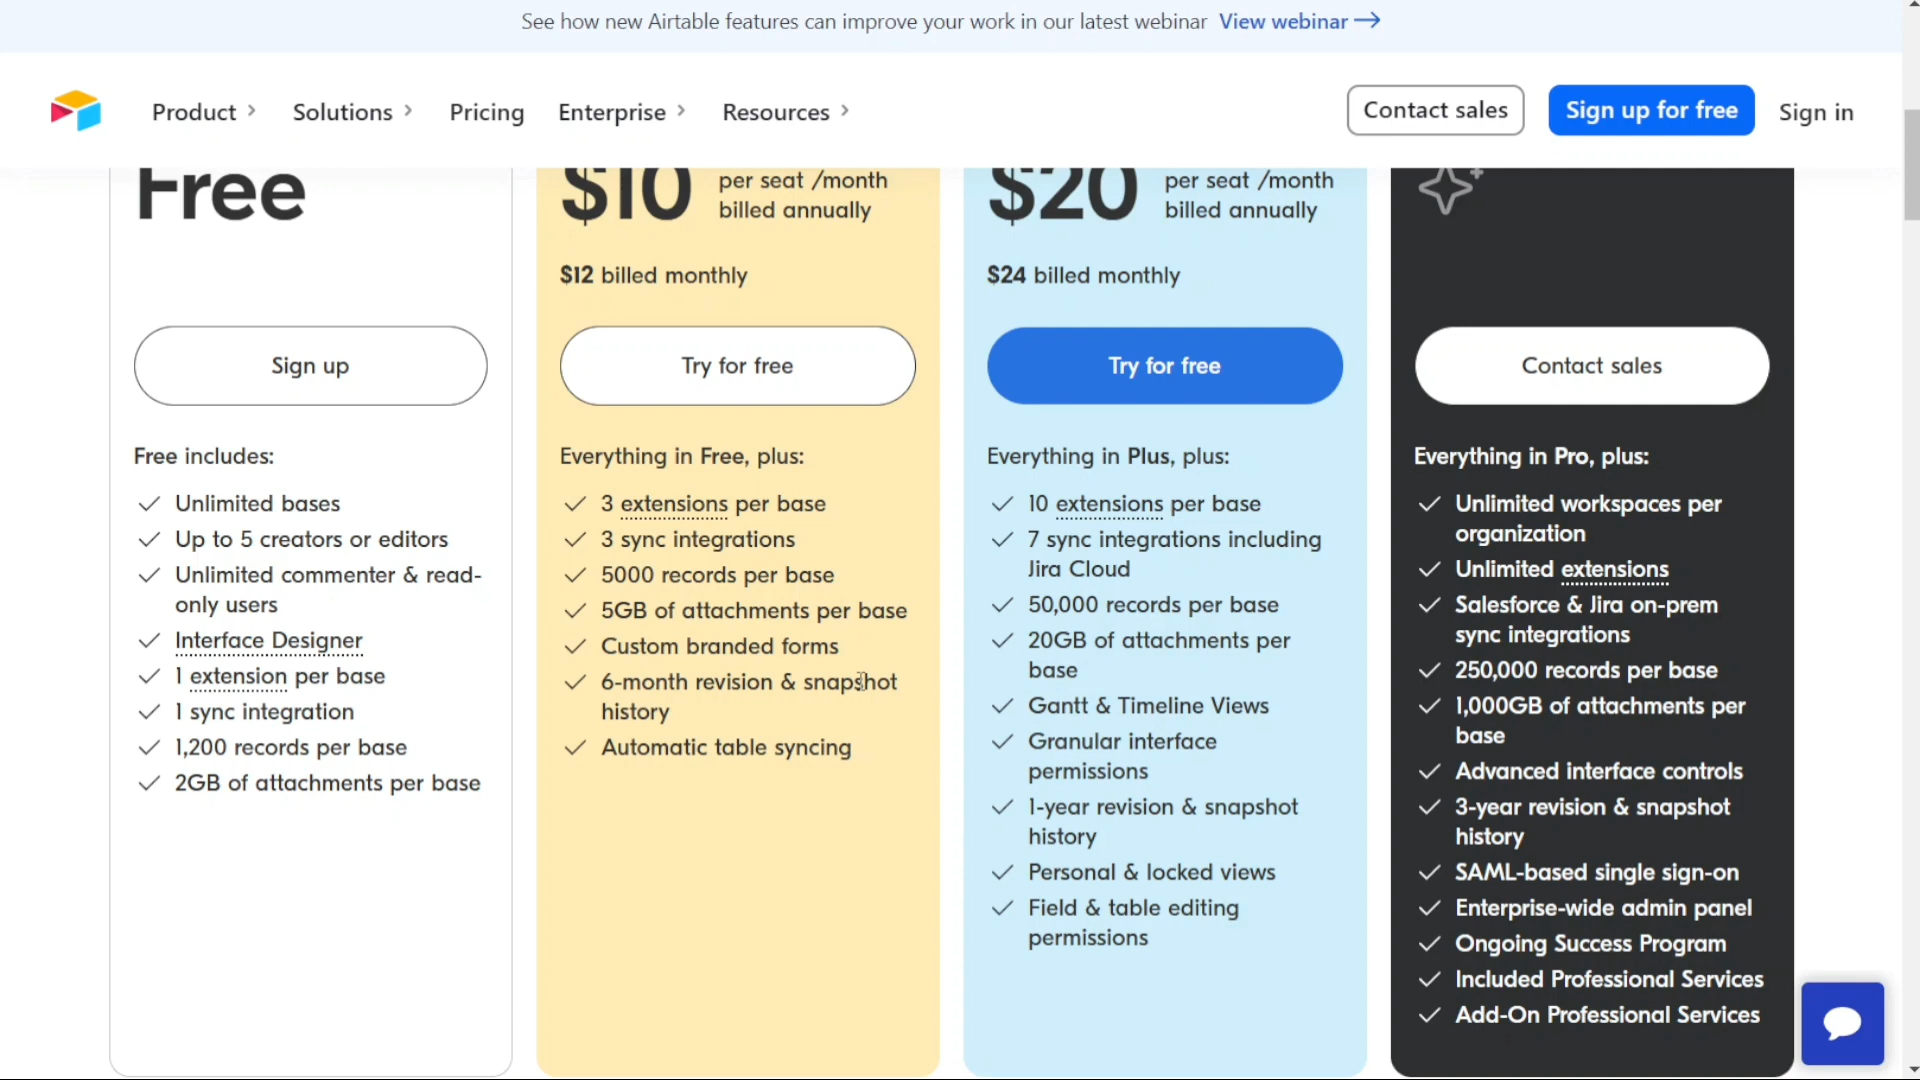 See how new Airtable features can improve your work in our latest webinar View webinar →
Product
Solutions
Pricing
Enterprise
Resources
Contact sales
Sign up for free
Sign in
Free
Sign up
Free includes:
Unlimited bases
Up to 5 creators or editors
Unlimited commenter & read-
only users
Interface Designer
1 extension per base
1 sync integration
1,200 records per base
2GB of attachments per base
$10
per seat /month
billed annually
$12 billed monthly
Try for free
Everything in Free, plus:
3 extensions per base
3 sync integrations
5000 records per base
5GB of attachments per base
Custom branded forms
6-month revision & snapshot
history
Automatic table syncing
$20
per seat /month
billed annually
$24 billed monthly
Try for free
Everything in Plus, plus:
10 extensions per base
7 sync integrations including
Jira Cloud
50,000 records per base
20GB of attachments per
base
Gantt & Timeline Views
Granular interface
permissions
1-year revision & snapshot
history
Personal & locked views
Field & table editing
permissions
Contact sales
Everything in Pro, plus:
Unlimited workspaces per
organization
Unlimited extensions
Salesforce & Jira on-prem
sync integrations
250,000 records per base
1,000GB of attachments per
base
Advanced interface controls
3-year revision & snapshot
history
SAML-based single sign-on
Enterprise-wide admin panel
Ongoing Success Program
Included Professional Services
Add-On Professional Services